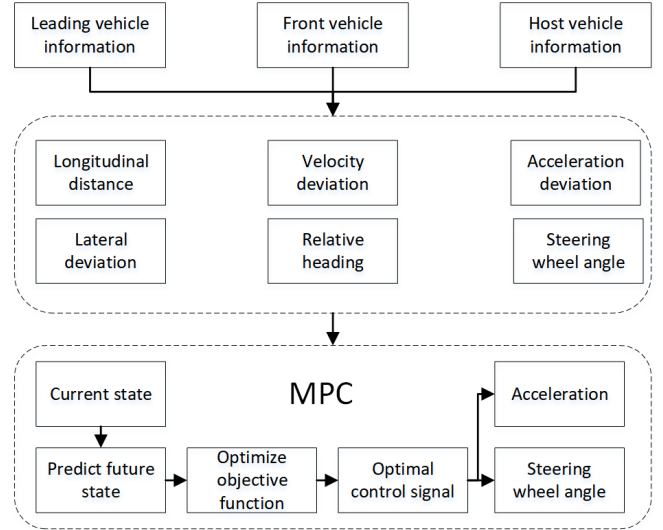 Leading vehicle
information
Front vehicle
information
Host vehicle
information
Longitudinal
distance
Velocity
deviation
Acceleration
deviation
Lateral
deviation
Relative
heading
Steering
wheel angle
MPC
Current state
Acceleration
Predict future
state
Optimize
objective
function
Optimal
control signal
Steering
wheel angle